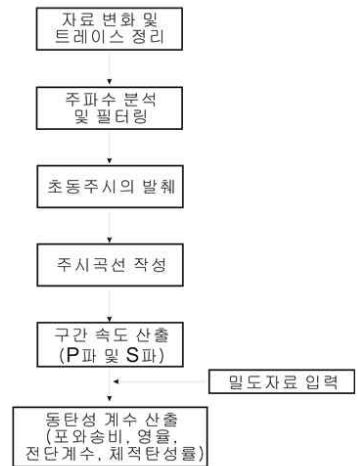 자료 변화 및
트레이스 정리
주파수 분석
및 필터링
초동주시의 발췌
주시곡선 작성
구간 속도 산출
(P파 및 S파)
밀도자료 입력
동탄성 계수 산출
(포와송비, 영율,
전단계수, 체적탄성률)